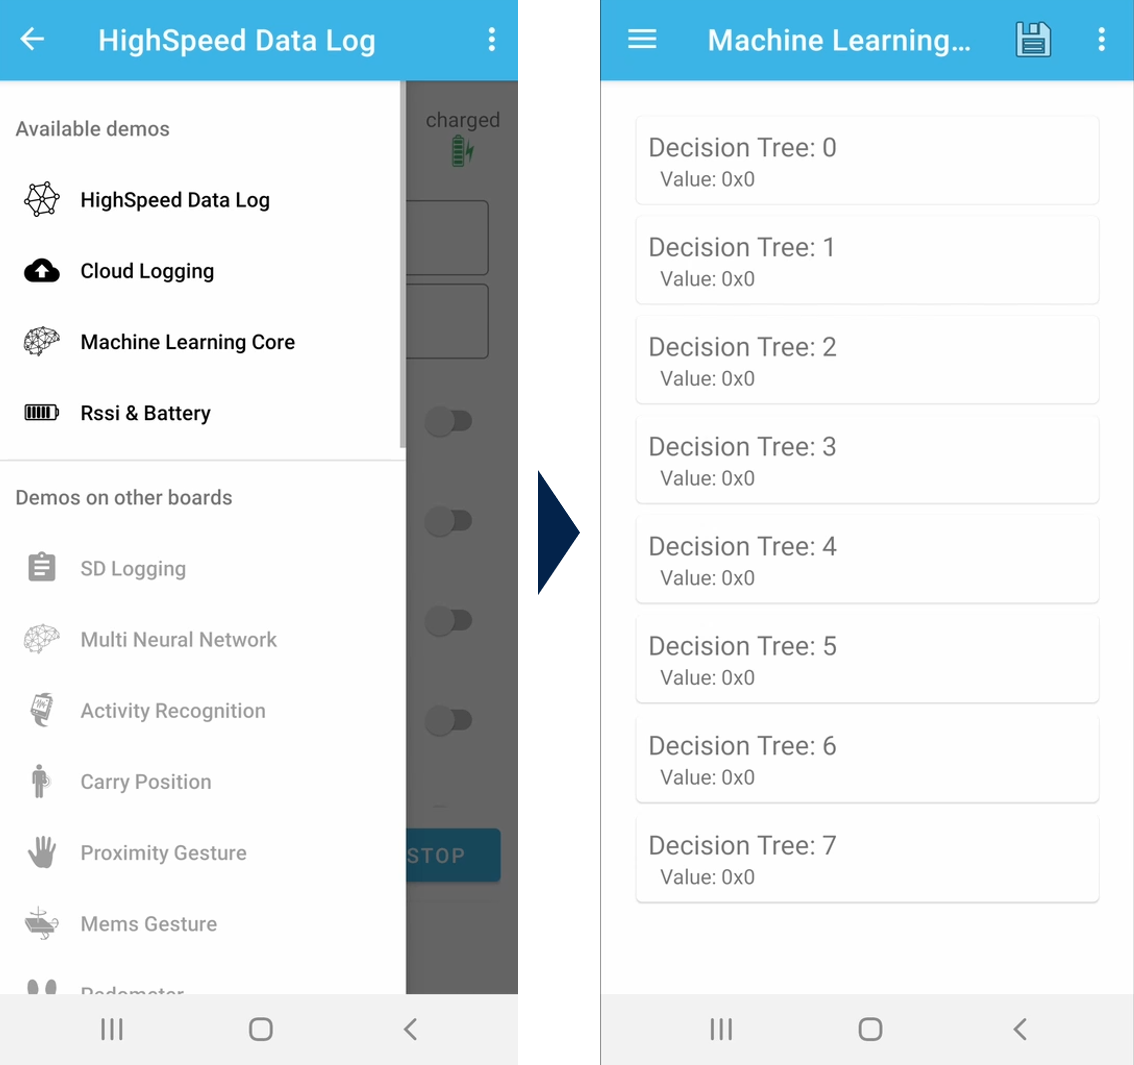 HighSpeed Data Log
Available demos
HighSpeed Data Log
Cloud Logging
Machine Learning Core
Rssi & Battery
Demos on other boards
SD Logging
Multi Neural Network
Activity Recognition
Carry Position
Proximity Gesture
Mems Gesture
Pedometer
charged
STOP
Machine Learning...
Decision Tree: 0
Value: 0x0
Decision Tree: 1
Value: 0x0
Decision Tree: 2
Value: 0x0
Decision Tree: 3
Value: 0x0
Decision Tree: 4
Value: 0x0
Decision Tree: 5
Value: 0x0
Decision Tree: 6
Value: 0x0
Decision Tree: 7
Value: 0x0